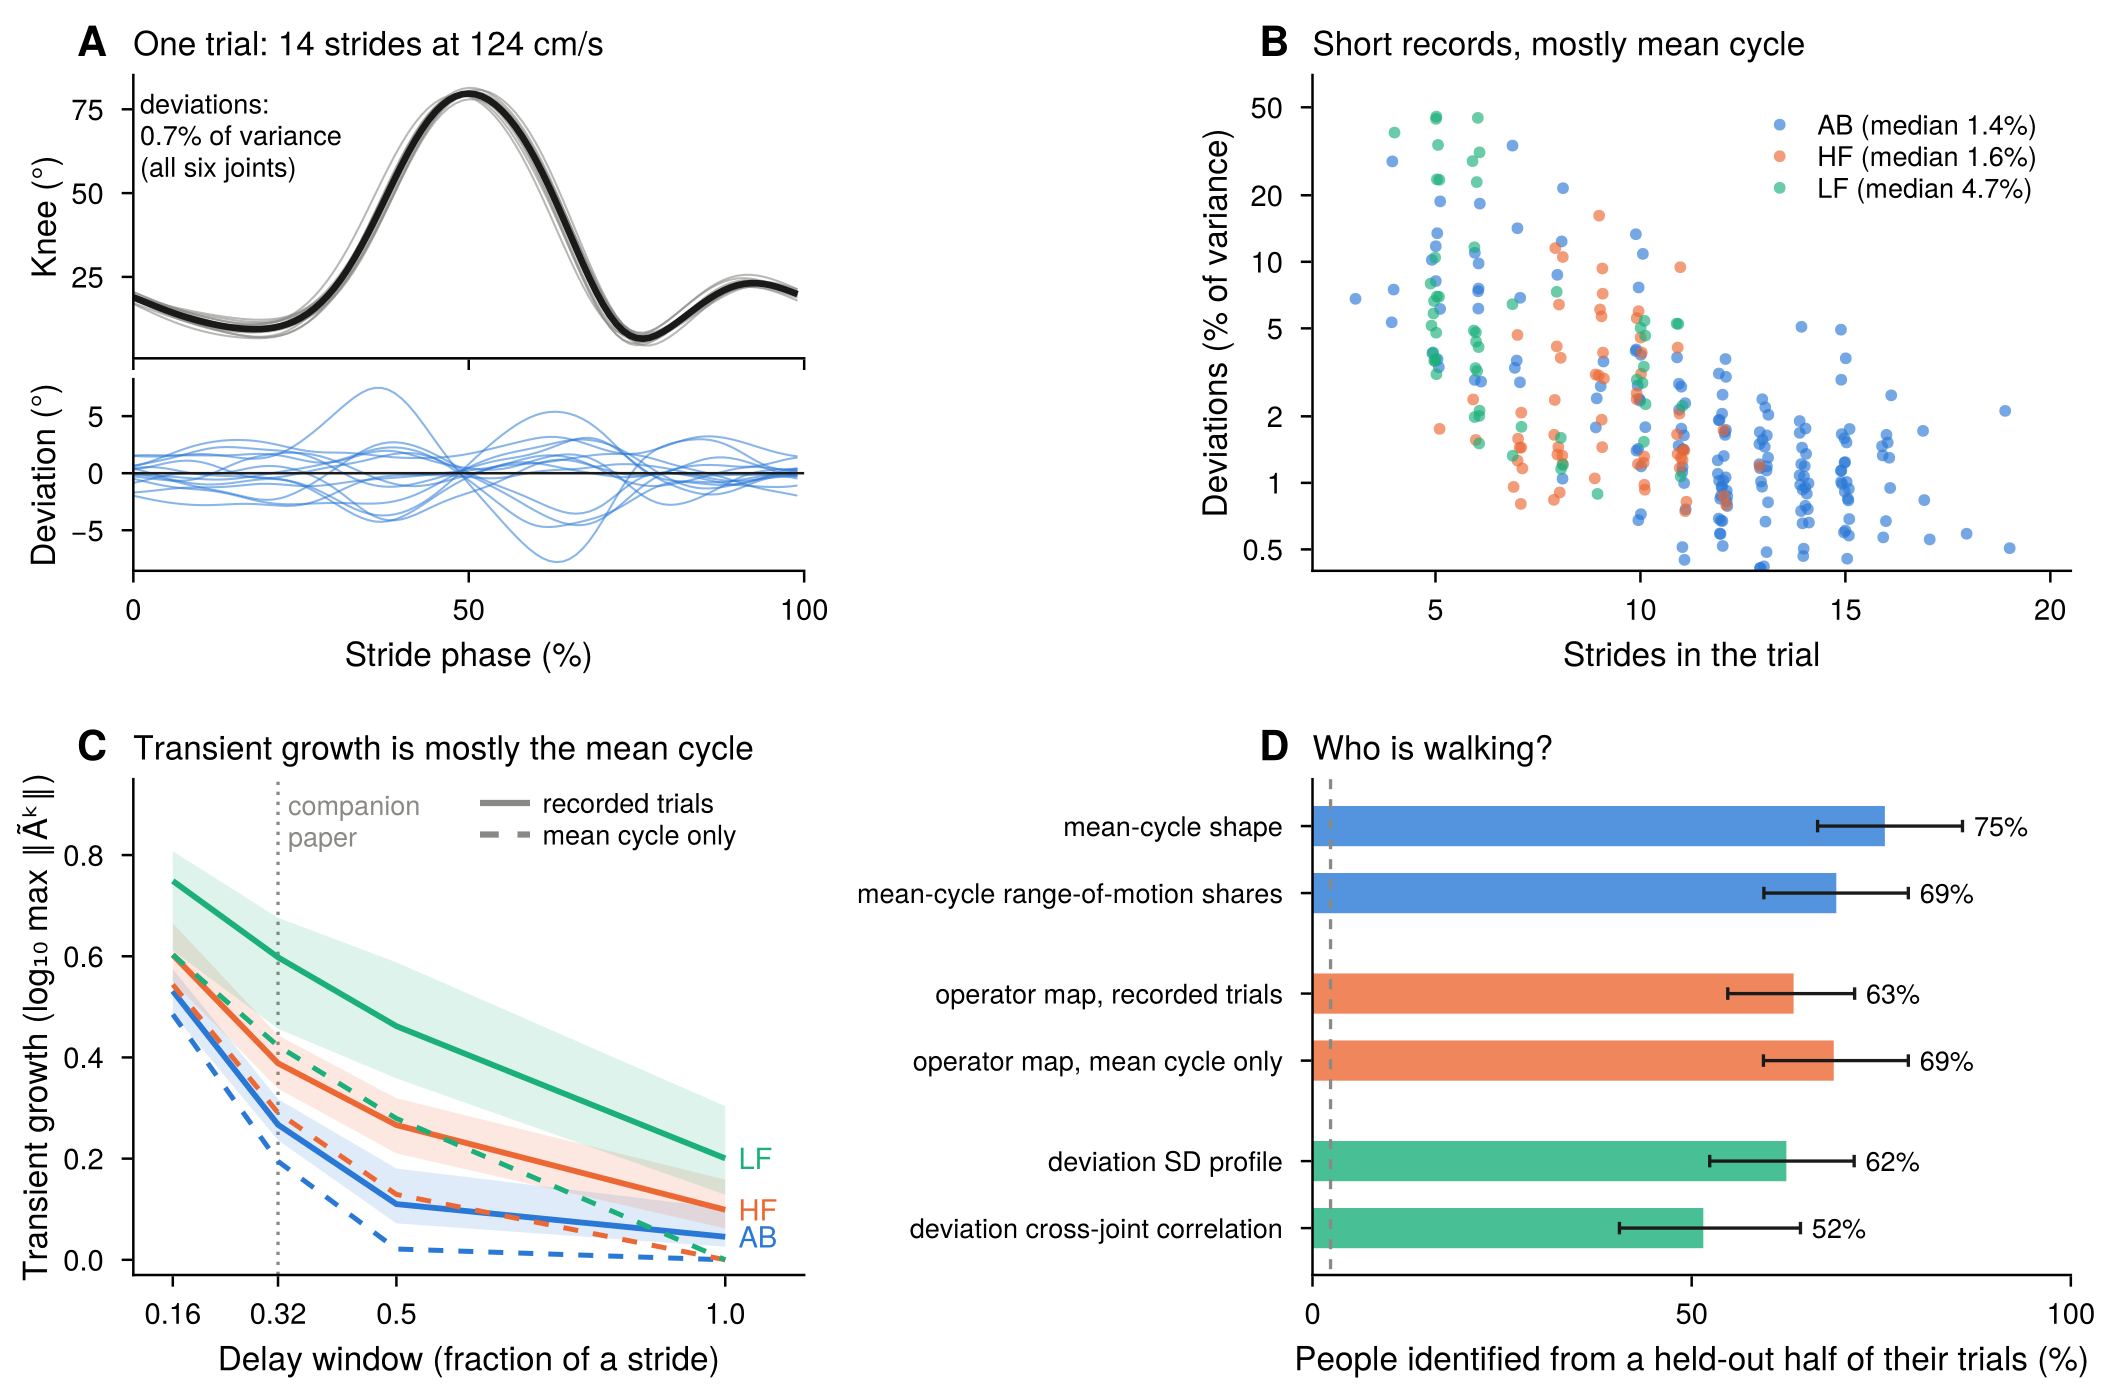 A One trial: 14 strides at 124 cm/s
deviations:
0.7% of variance
(all six joints)
Knee (°)
75
50
25
Deviation (°)
5
0
−5
0 50 100
Stride phase (%)
B Short records, mostly mean cycle
AB (median 1.4%)
HF (median 1.6%)
LF (median 4.7%)
Deviations (% of variance)
50
20
10
5
2
1
0.5
5 10 15 20
Strides in the trial
C Transient growth is mostly the mean cycle
companion
paper
recorded trials
mean cycle only
Transient growth (log₁₀ max ‖Ãᵏ‖)
0.8
0.6
0.4
0.2
0.0
LF
HF
AB
0.16 0.32 0.5 1.0
Delay window (fraction of a stride)
D Who is walking?
mean-cycle shape 75%
mean-cycle range-of-motion shares 69%
operator map, recorded trials 63%
operator map, mean cycle only 69%
deviation SD profile 62%
deviation cross-joint correlation 52%
0 50 100
People identified from a held-out half of their trials (%)